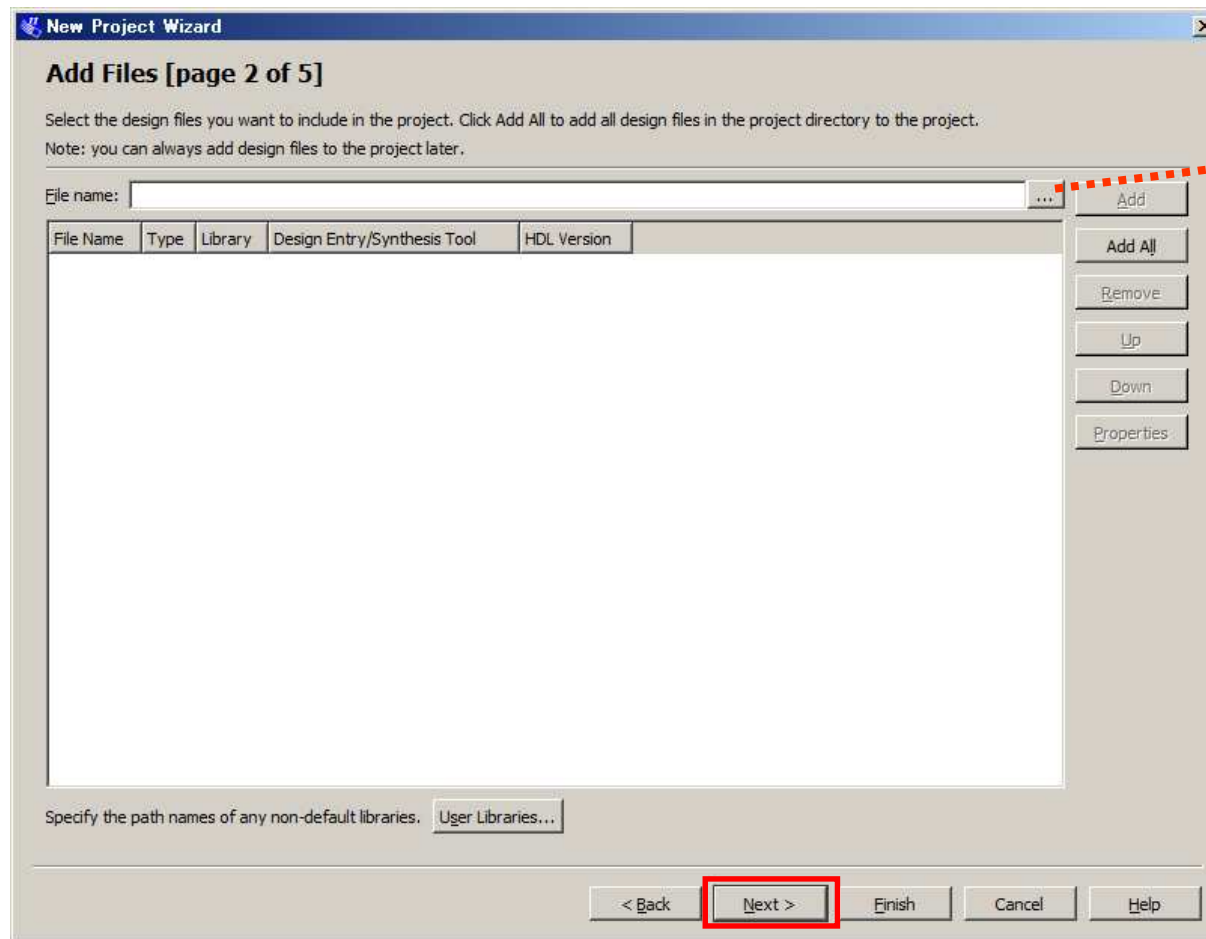 New Project Wizard
Add Files [page 2 of 5]
Select the design files you want to include in the project. Click Add All to add all design files in the project directory to the project.
Note: you can always add design files to the project later.
File name:
...
Add
File Name Type Library Design Entry/Synthesis Tool HDL Version
Add All
Remove
Up
Down
Properties
Specify the path names of any non-default libraries. User Libraries...
< Back Next > Finish Cancel Help